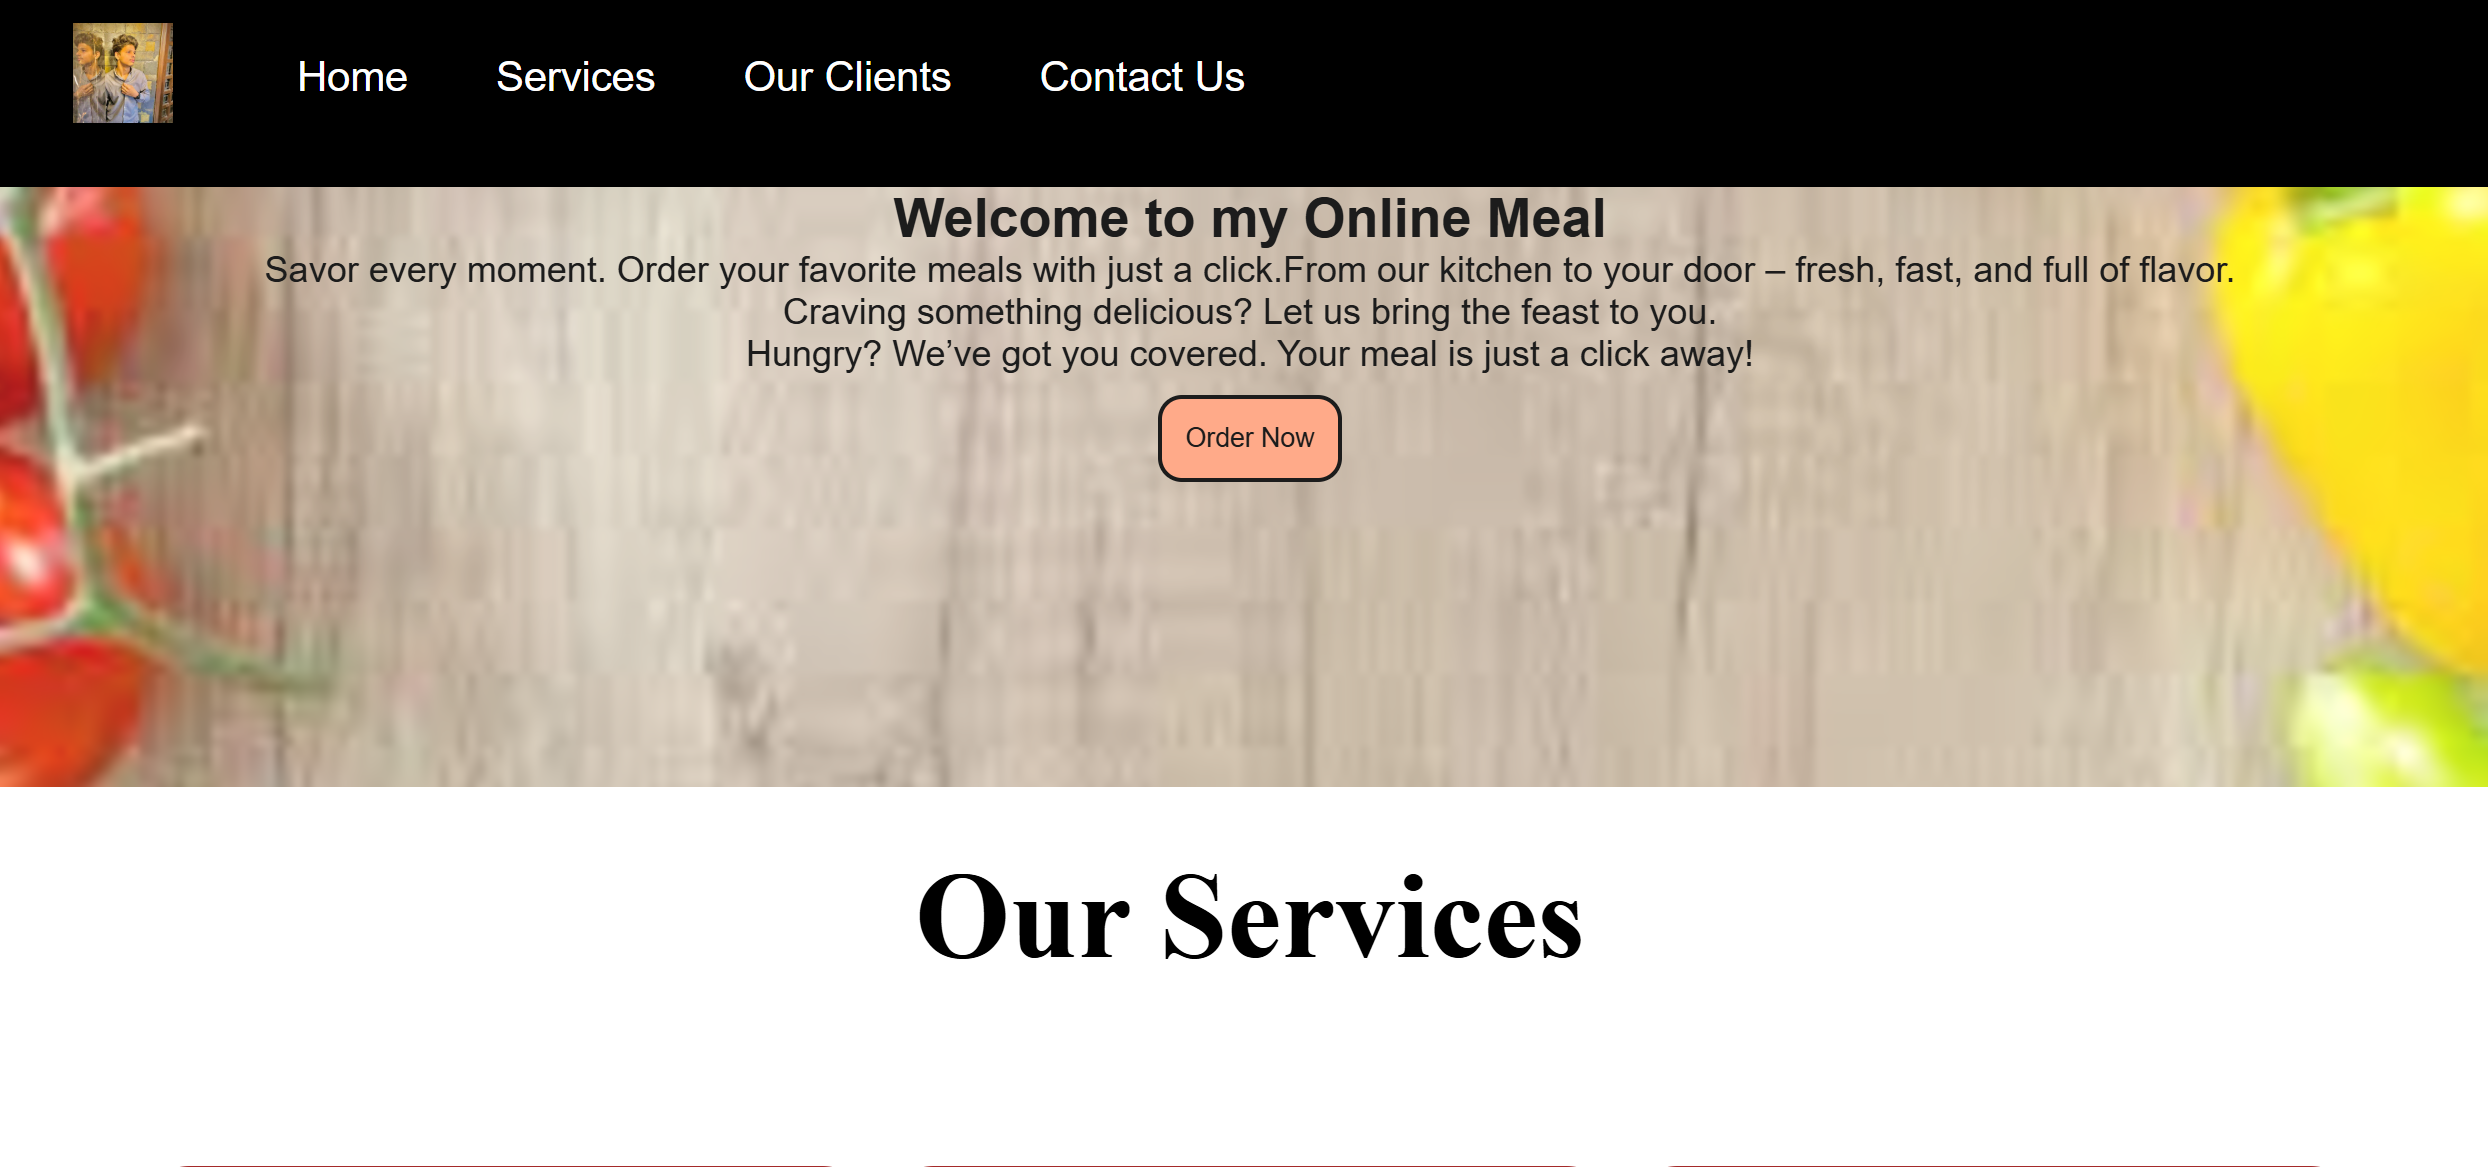 Home Services Our Clients Contact Us
Welcome to my Online Meal
Savor every moment. Order your favorite meals with just a click.From our kitchen to your door – fresh, fast, and full of flavor.
Craving something delicious? Let us bring the feast to you.
Hungry? We’ve got you covered. Your meal is just a click away!
Order Now
Our Services